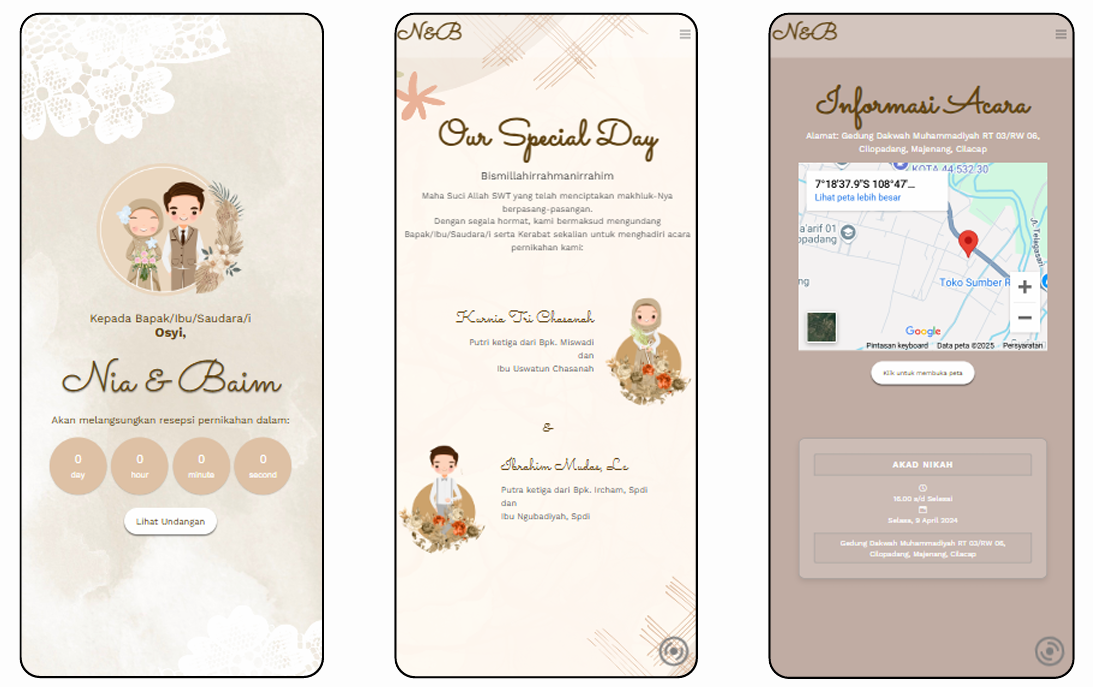 Kepada Bapak/Ibu/Saudara/i
Osyi,
Nia & Baim
Akan melangsungkan resepsi pernikahan dalam:
0 0 0 0
day hour minute second
Lihat Undangan
N&B
Our Special Day
Bismillahirrahmanirrahim
Maha Suci Allah SWT yang telah menciptakan makhluk-Nya
berpasang-pasangan.
Dengan segala hormat, kami bermaksud mengundang
Bapak/Ibu/Saudara/i serta Kerabat sekalian untuk menghadiri acara
pernikahan kami:
Kurnia Tri Chasanah
Putri ketiga dari Bpk. Miswadi
dan
Ibu Uswatun Chasanah
&
Ibrahim Mudas, Lc
Putra ketiga dari Bpk. Ircham, Spdi
dan
Ibu Ngubadiyah, Spdi
N&B
Informasi Acara
Alamat: Gedung Dakwah Muhammadiyah RT 03/RW 06,
Cilopadang, Majenang, Cilacap
KOTA 44.532.30
7°18'37.9"S 108°47'...
Lihat peta lebih besar
a'arif 01
opadang
Jl. Telagasari
ng
Toko Sumber R
+
−
Google
Pintasan keyboard Data peta ©2025 Persyaratan
Klik untuk membuka peta
AKAD NIKAH
16.00 s/d Selesai
Selasa, 9 April 2024
Gedung Dakwah Muhammadiyah RT 03/RW 06,
Cilopadang, Majenang, Cilacap